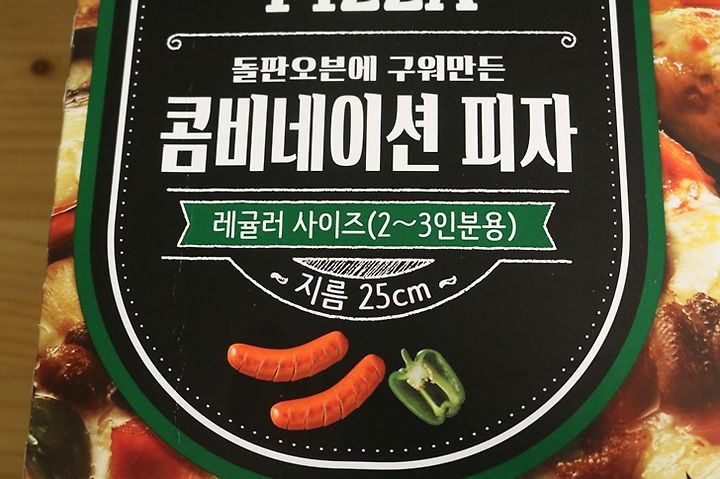 PIZZA
돌판오븐에 구워만든
콤비네이션 피자
레귤러 사이즈(2~3인분용)
~ 지름 25cm ~